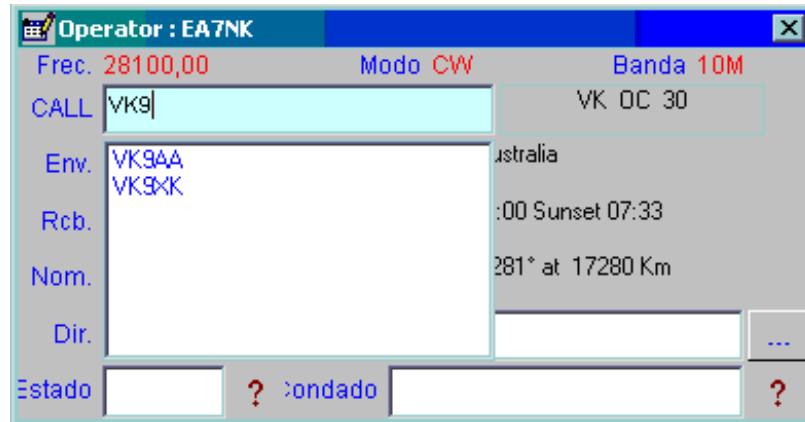 Operator : EA7NK
Frec. 28100,00 Modo CW Banda 10M
CALL VK9 VK OC 30
Env. VK9AA ustralia
VK9XK
Rcb. :00 Sunset 07:33
Nom. 281° at 17280 Km
Dir. ...
Estado ? Condado ?